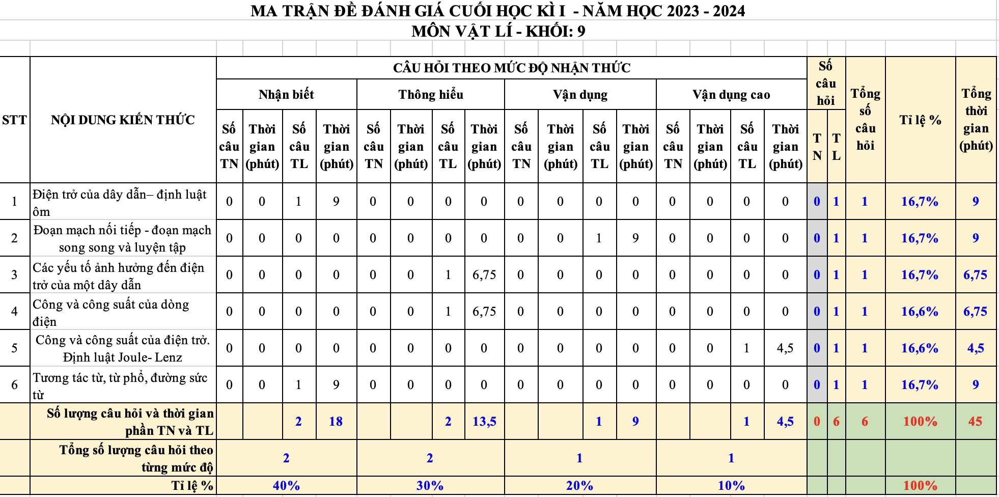 MA TRẬN ĐỀ ĐÁNH GIÁ CUỐI HỌC KÌ I - NĂM HỌC 2023 - 2024
MÔN VẬT LÍ - KHỐI: 9
STT NỘI DUNG KIẾN THỨC CÂU HỎI THEO MỨC ĐỘ NHẬN THỨC Số câu hỏi Tổng số câu hỏi Tỉ lệ % Tổng thời gian (phút)
Nhận biết Thông hiểu Vận dụng Vận dụng cao
Số câu TN Thời gian (phút) Số câu TL Thời gian (phút) Số câu TN Thời gian (phút) Số câu TL Thời gian (phút) Số câu TN Thời gian (phút) Số câu TL Thời gian (phút) Số câu TN Thời gian (phút) Số câu TL Thời gian (phút) TN TL
1 Điện trở của dây dẫn– định luật ôm 0 0 1 9 0 0 0 0 0 0 0 0 0 0 0 0 0 1 1 16,7% 9
2 Đoạn mạch nối tiếp - đoạn mạch song song và luyện tập 0 0 0 0 0 0 0 0 0 0 1 9 0 0 0 0 0 1 1 16,7% 9
3 Các yếu tố ảnh hưởng đến điện trở của một dây dẫn 0 0 0 0 0 0 1 6,75 0 0 0 0 0 0 0 0 0 1 1 16,7% 6,75
4 Công và công suất của dòng điện 0 0 0 0 0 0 1 6,75 0 0 0 0 0 0 0 0 0 1 1 16,6% 6,75
5 Công và công suất của điện trở. Định luật Joule- Lenz 0 0 0 0 0 0 0 0 0 0 0 0 0 0 1 4,5 0 1 1 16,6% 4,5
6 Tương tác từ, từ phổ, đường sức từ 0 0 1 9 0 0 0 0 0 0 0 0 0 0 0 0 0 1 1 16,7% 9
Số lượng câu hỏi và thời gian phần TN và TL 2 18 2 13,5 1 9 1 4,5 0 6 6 100% 45
Tổng số lượng câu hỏi theo từng mức độ 2 2 1 1
Tỉ lệ % 40% 30% 20% 10% 100%